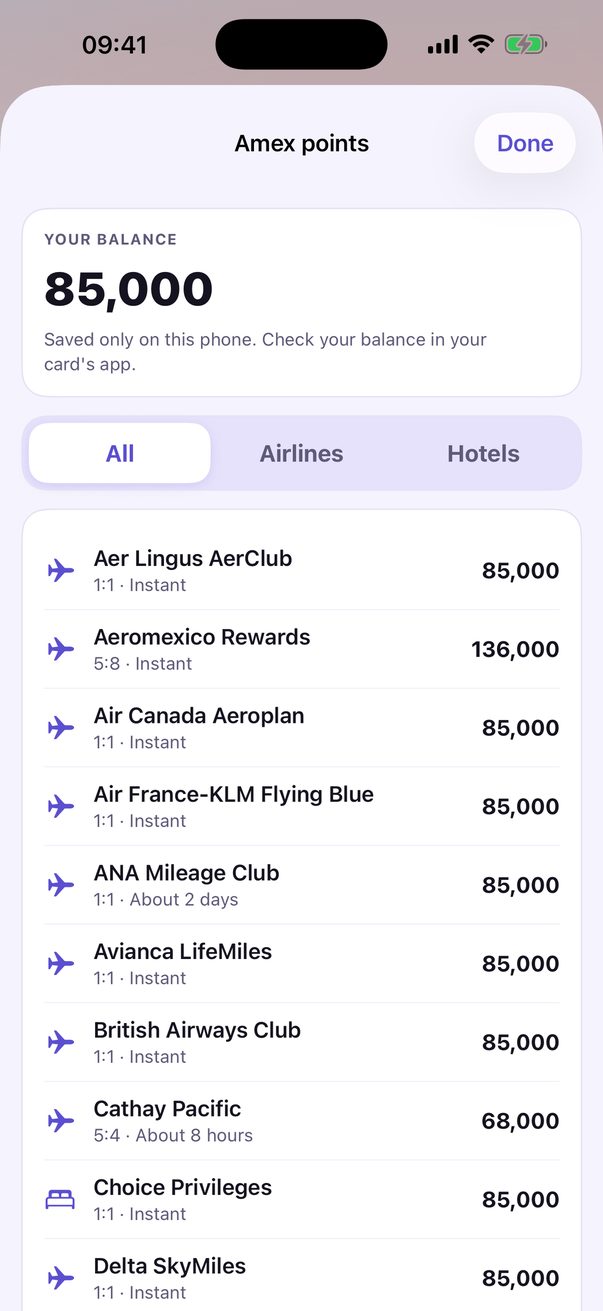 09:41
Amex points
Done
YOUR BALANCE
85,000
Saved only on this phone. Check your balance in your
card's app.
All
Airlines
Hotels
Aer Lingus AerClub
1:1 · Instant
85,000
Aeromexico Rewards
5:8 · Instant
136,000
Air Canada Aeroplan
1:1 · Instant
85,000
Air France-KLM Flying Blue
1:1 · Instant
85,000
ANA Mileage Club
1:1 · About 2 days
85,000
Avianca LifeMiles
1:1 · Instant
85,000
British Airways Club
1:1 · Instant
85,000
Cathay Pacific
5:4 · About 8 hours
68,000
Choice Privileges
1:1 · Instant
85,000
Delta SkyMiles
1:1 · Instant
85,000